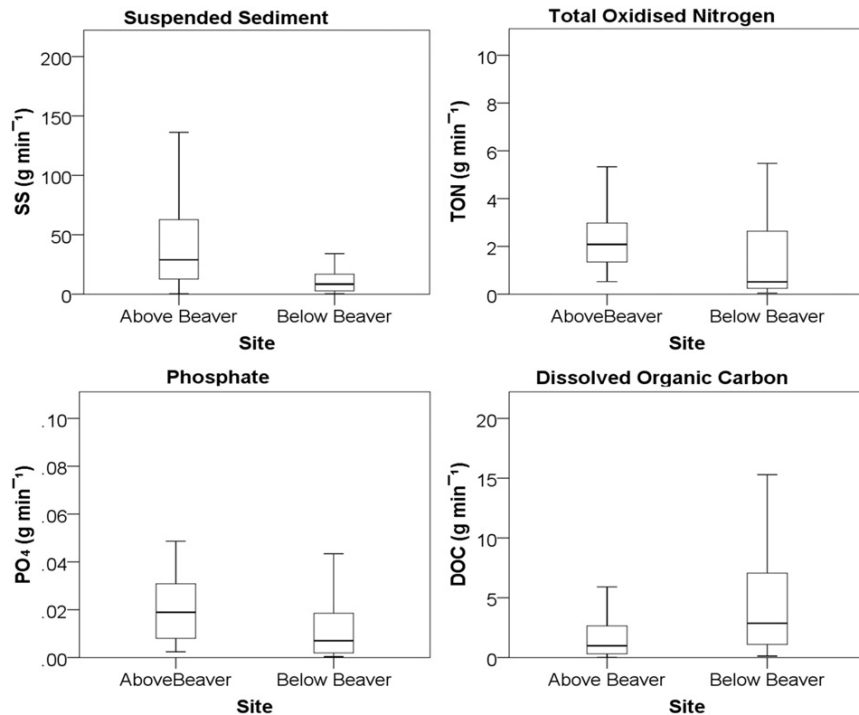 Suspended Sediment
SS (g min⁻¹)
200
150
100
50
0
Above Beaver Below Beaver
Site
Total Oxidised Nitrogen
TON (g min⁻¹)
10
8
6
4
2
0
AboveBeaver Below Beaver
Site
Phosphate
PO₄ (g min⁻¹)
.10
.08
.06
.04
.02
.00
AboveBeaver Below Beaver
Site
Dissolved Organic Carbon
DOC (g min⁻¹)
20
15
10
5
0
Above Beaver Below Beaver
Site